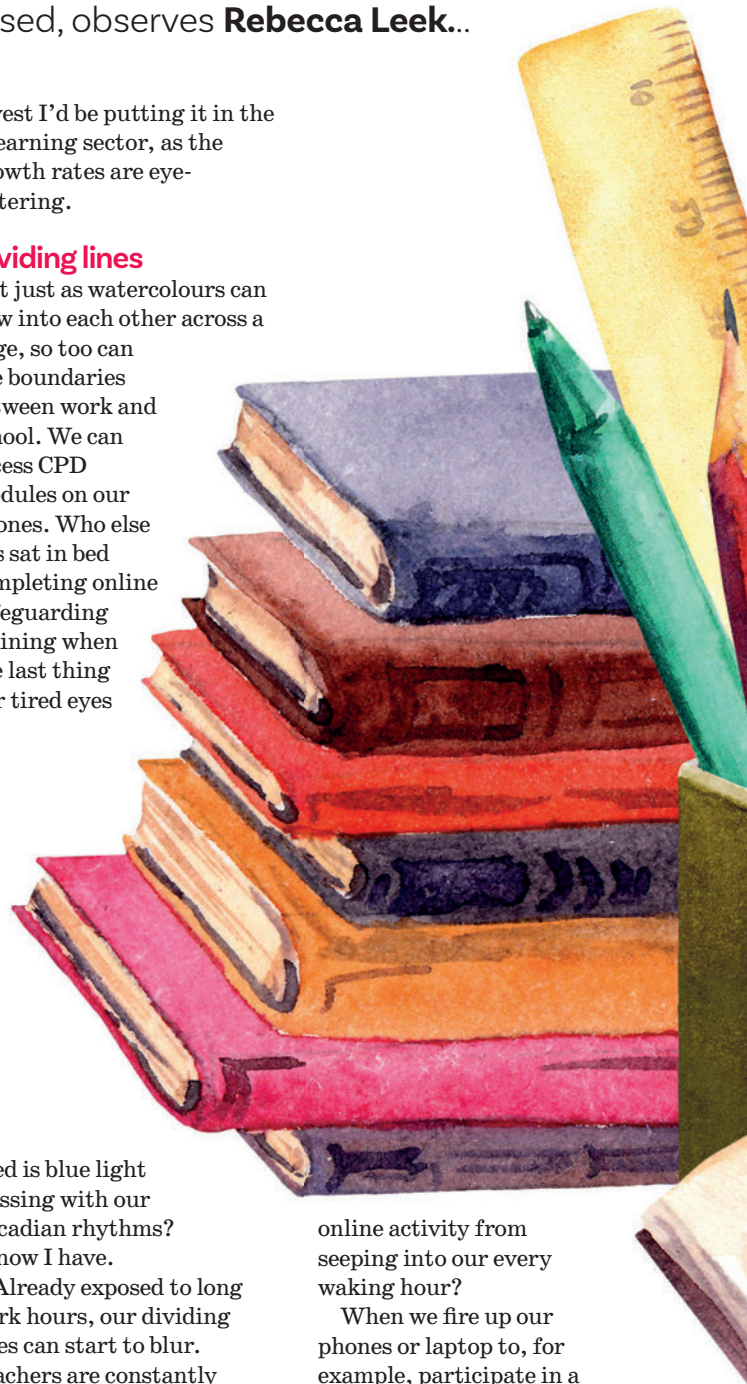 sed, observes Rebecca Leek...
vest I'd be putting it in the
earning sector, as the
owth rates are eye-
tering.
viding lines
t just as watercolours can
w into each other across a
ge, so too can
e boundaries
tween work and
hool. We can
cess CPD
odules on our
ones. Who else
s sat in bed
mpleting online
feguarding
ining when
e last thing
r tired eyes
ed is blue light
ssing with our
cadian rhythms?
now I have.
Already exposed to long
rk hours, our dividing
es can start to blur.
achers are constantly
online activity from
seeping into our every
waking hour?
When we fire up our
phones or laptop to, for
example, participate in a